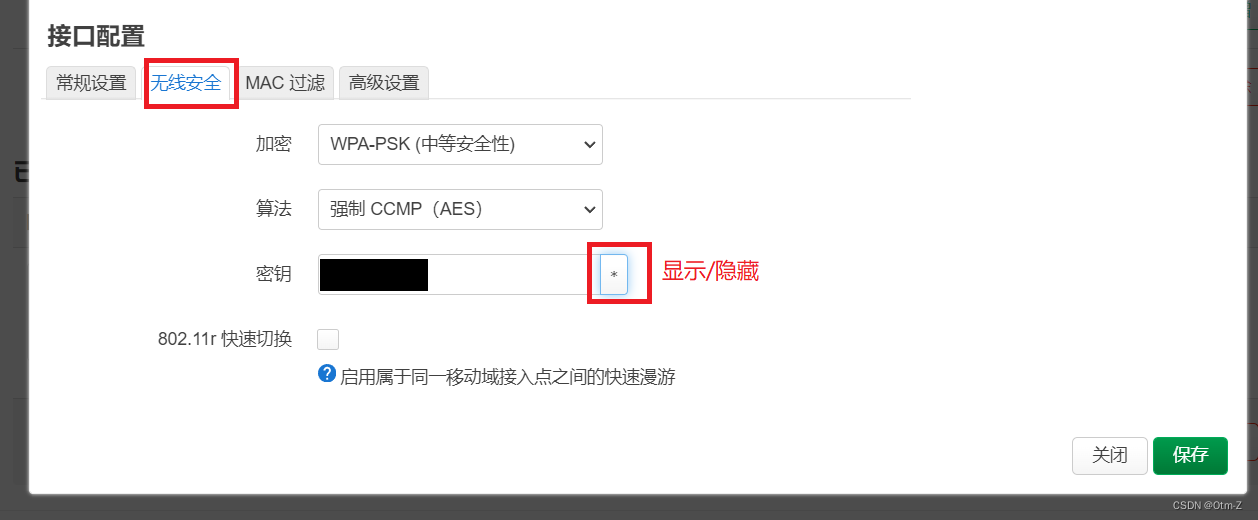 接口配置
常规设置 无线安全 MAC 过滤 高级设置
加密 WPA-PSK (中等安全性)
算法 强制 CCMP（AES）
密钥 * 显示/隐藏
802.11r 快速切换
? 启用属于同一移动域接入点之间的快速漫游
关闭 保存
CSDN @Otm-Z